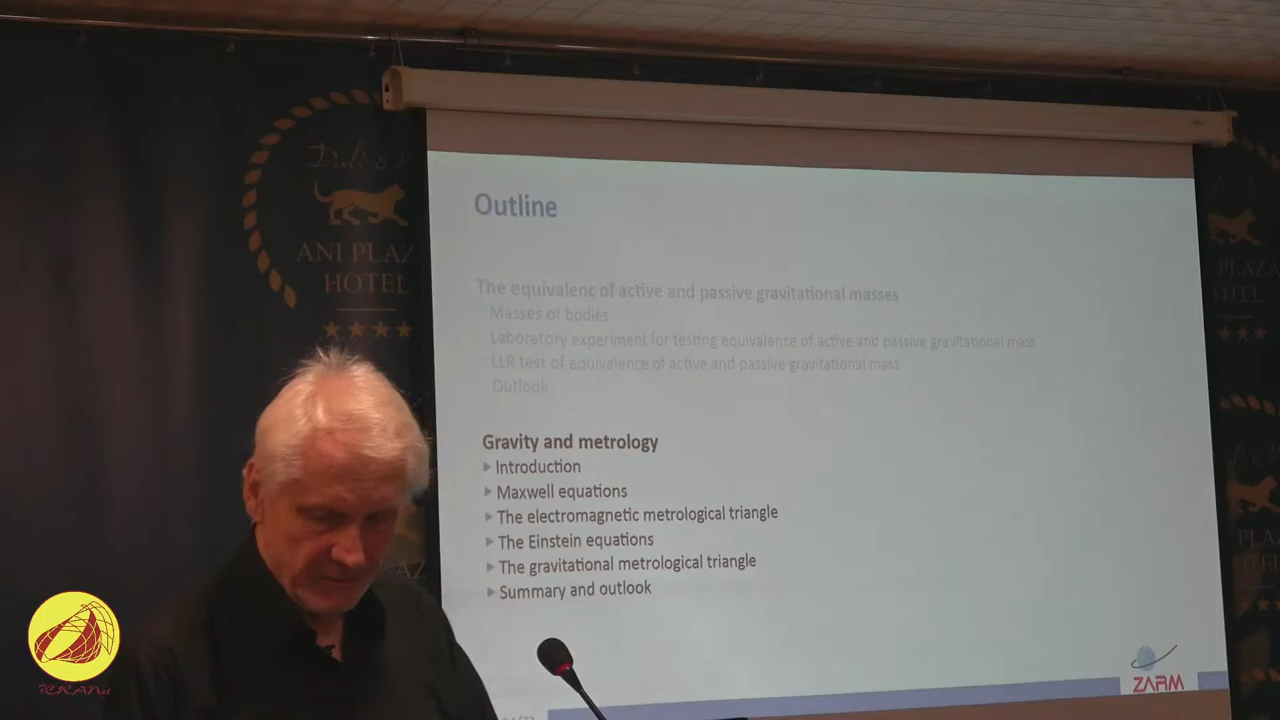 ANI PLAZ
HOTEL
Outline
The equivalenc of active and passive gravitational masses
Masses of bodies
Laboratory experiment for testing equivalence of active and passive gravitational mass
LLR test of equivalence of active and passive gravitational mass
Outlook
Gravity and metrology
Introduction
Maxwell equations
The electromagnetic metrological triangle
The Einstein equations
The gravitational metrological triangle
Summary and outlook
ZARM
ICRANet
PLAZA